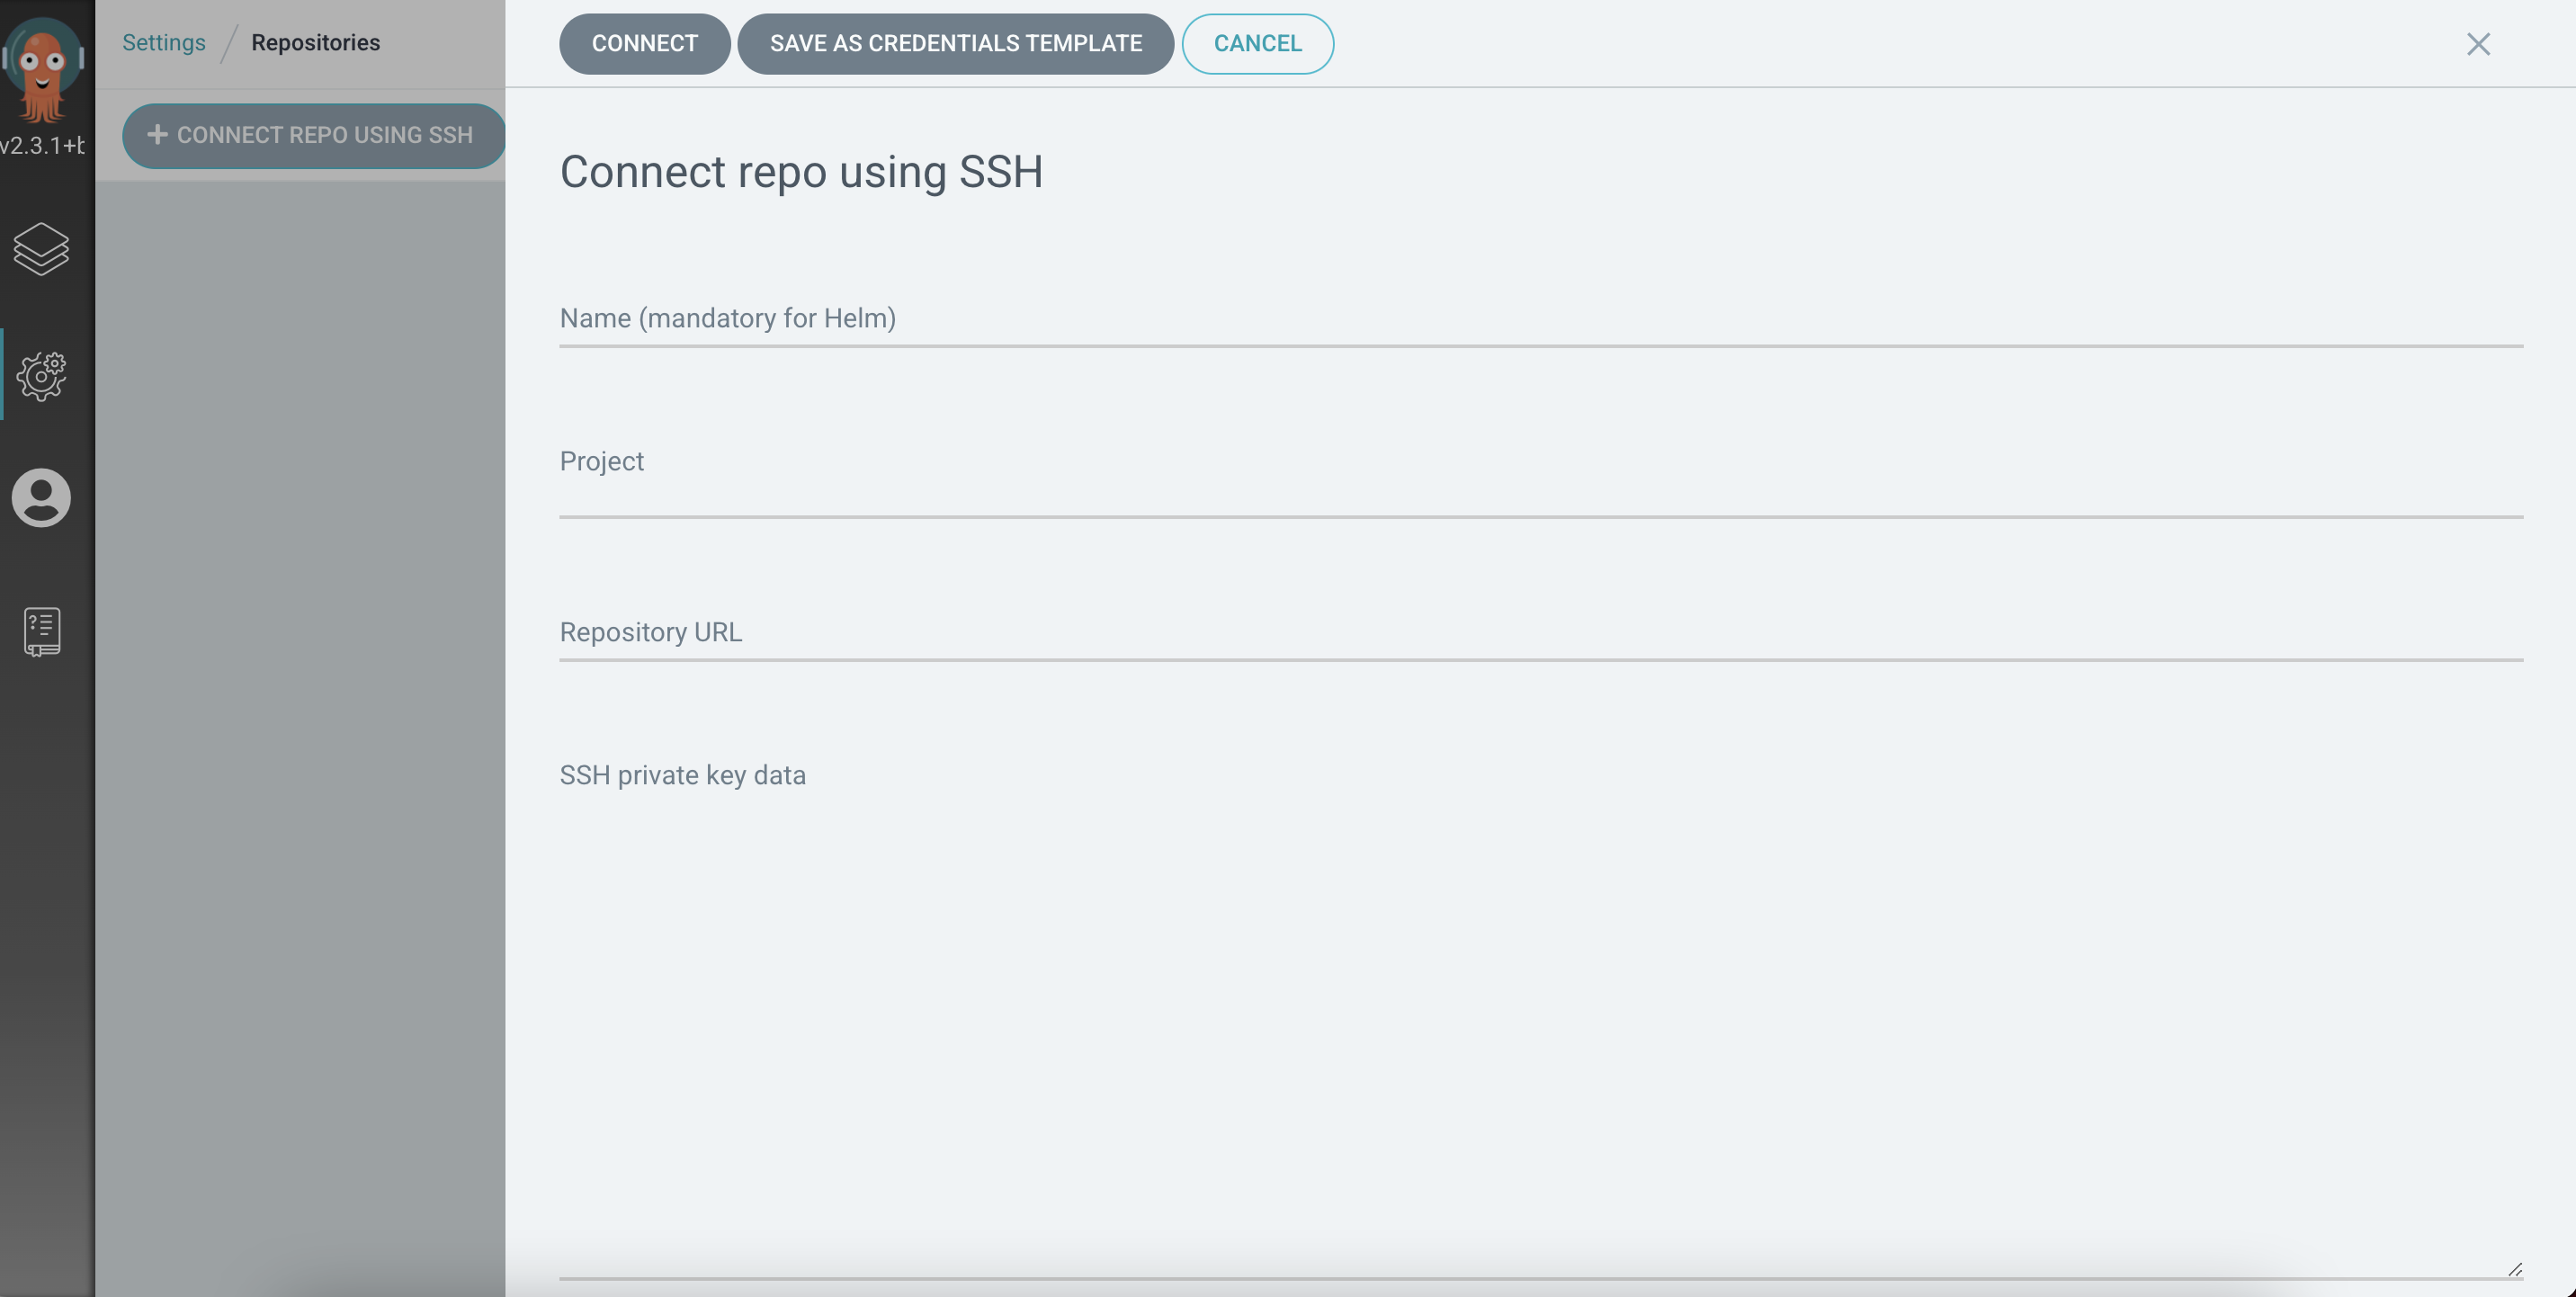 Settings / Repositories
v2.3.1+
+ CONNECT REPO USING SSH
CONNECT
SAVE AS CREDENTIALS TEMPLATE
CANCEL
Connect repo using SSH
Name (mandatory for Helm)
Project
Repository URL
SSH private key data